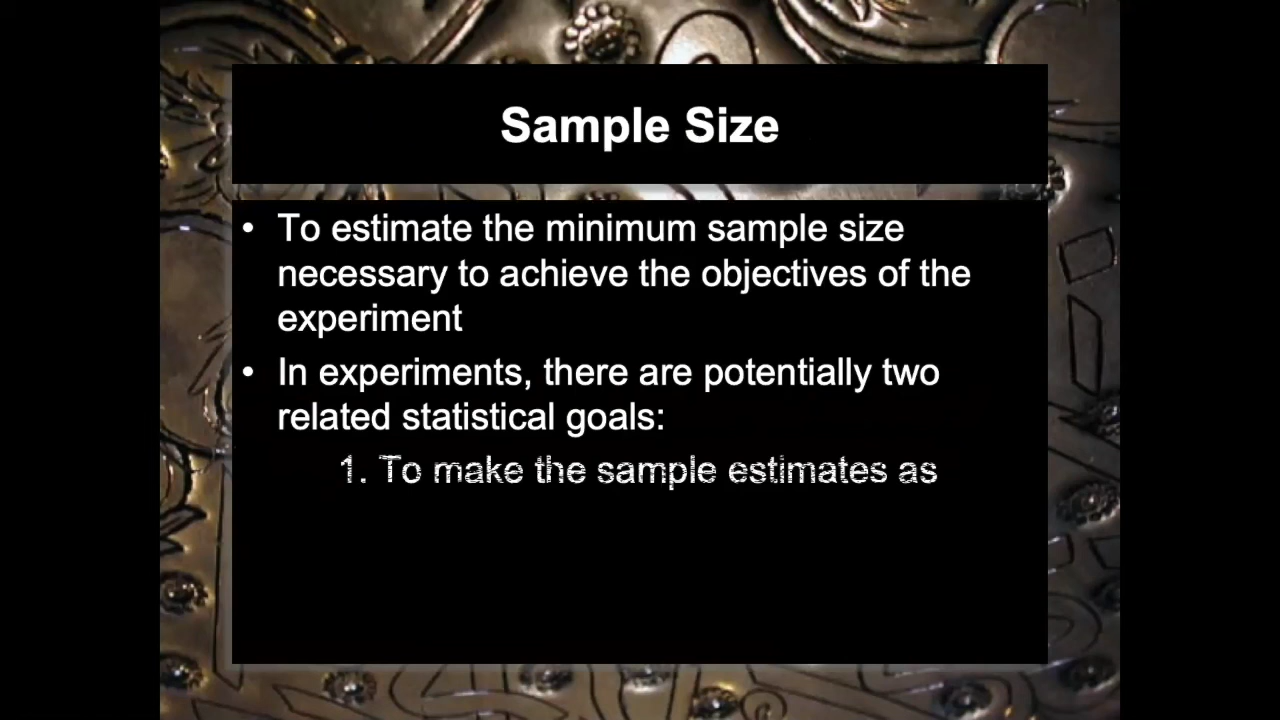 Sample Size
• To estimate the minimum sample size
necessary to achieve the objectives of the
experiment
• In experiments, there are potentially two
related statistical goals:
1. To make the sample estimates as